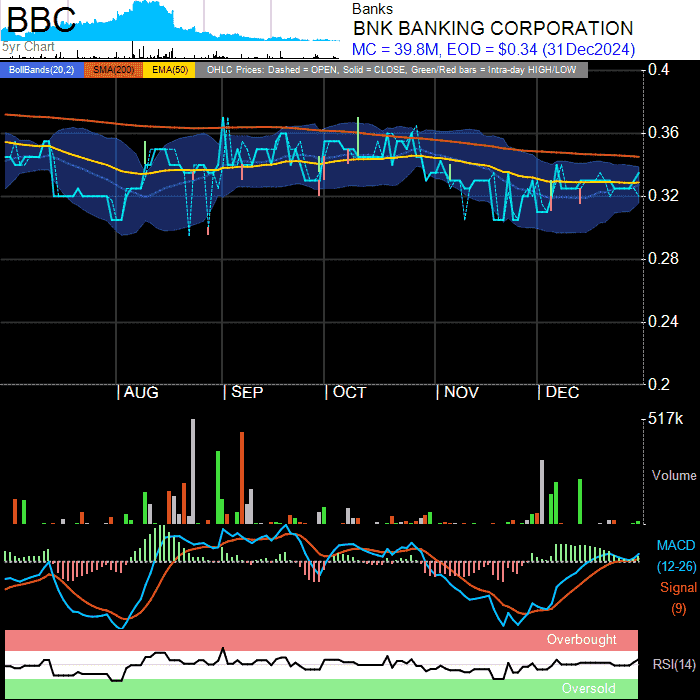 BBC
5yr Chart
Banks
BNK BANKING CORPORATION
MC = 39.8M, EOD = $0.34 (31Dec2024)
BollBands(20,2) SMA(200) EMA(50) OHLC Prices: Dashed = OPEN, Solid = CLOSE, Green/Red bars = Intra-day HIGH/LOW
0.4
0.36
0.32
0.28
0.24
0.2
AUG SEP OCT NOV DEC
517k
Volume
MACD
(12-26)
Signal
(9)
Overbought
RSI(14)
Oversold